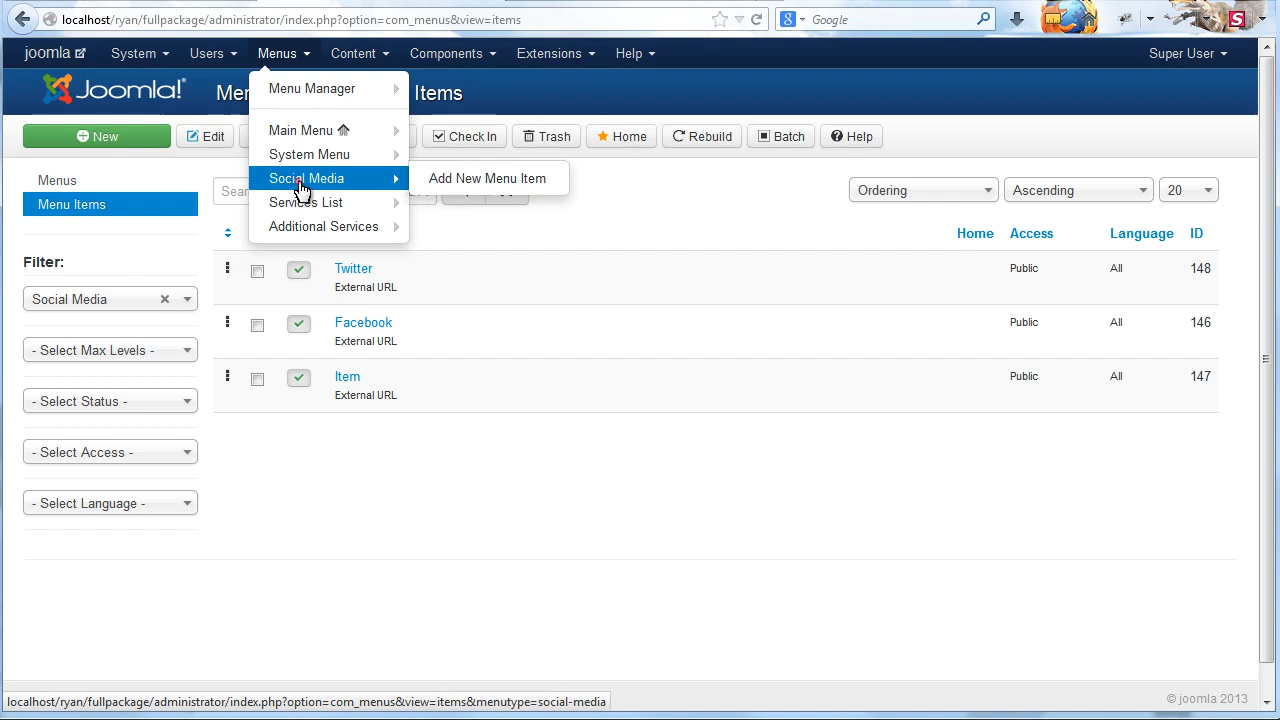 localhost/ryan/fullpackage/administrator/index.php?option=com_menus&view=items
Google
joomla System Users Menus Content Components Extensions Help Super User
Joomla! Men Items
Menu Manager
New Edit Check In Trash Home Rebuild Batch Help
Main Menu
System Menu
Social Media Add New Menu Item
Services List
Additional Services
Menus
Menu Items
Sear
Ordering Ascending 20
Home Access Language ID
Filter:
Social Media
- Select Max Levels -
- Select Status -
- Select Access -
- Select Language -
Twitter Public All 148
External URL
Facebook Public All 146
External URL
Item Public All 147
External URL
© joomla 2013
localhost/ryan/fullpackage/administrator/index.php?option=com_menus&view=items&menutype=social-media